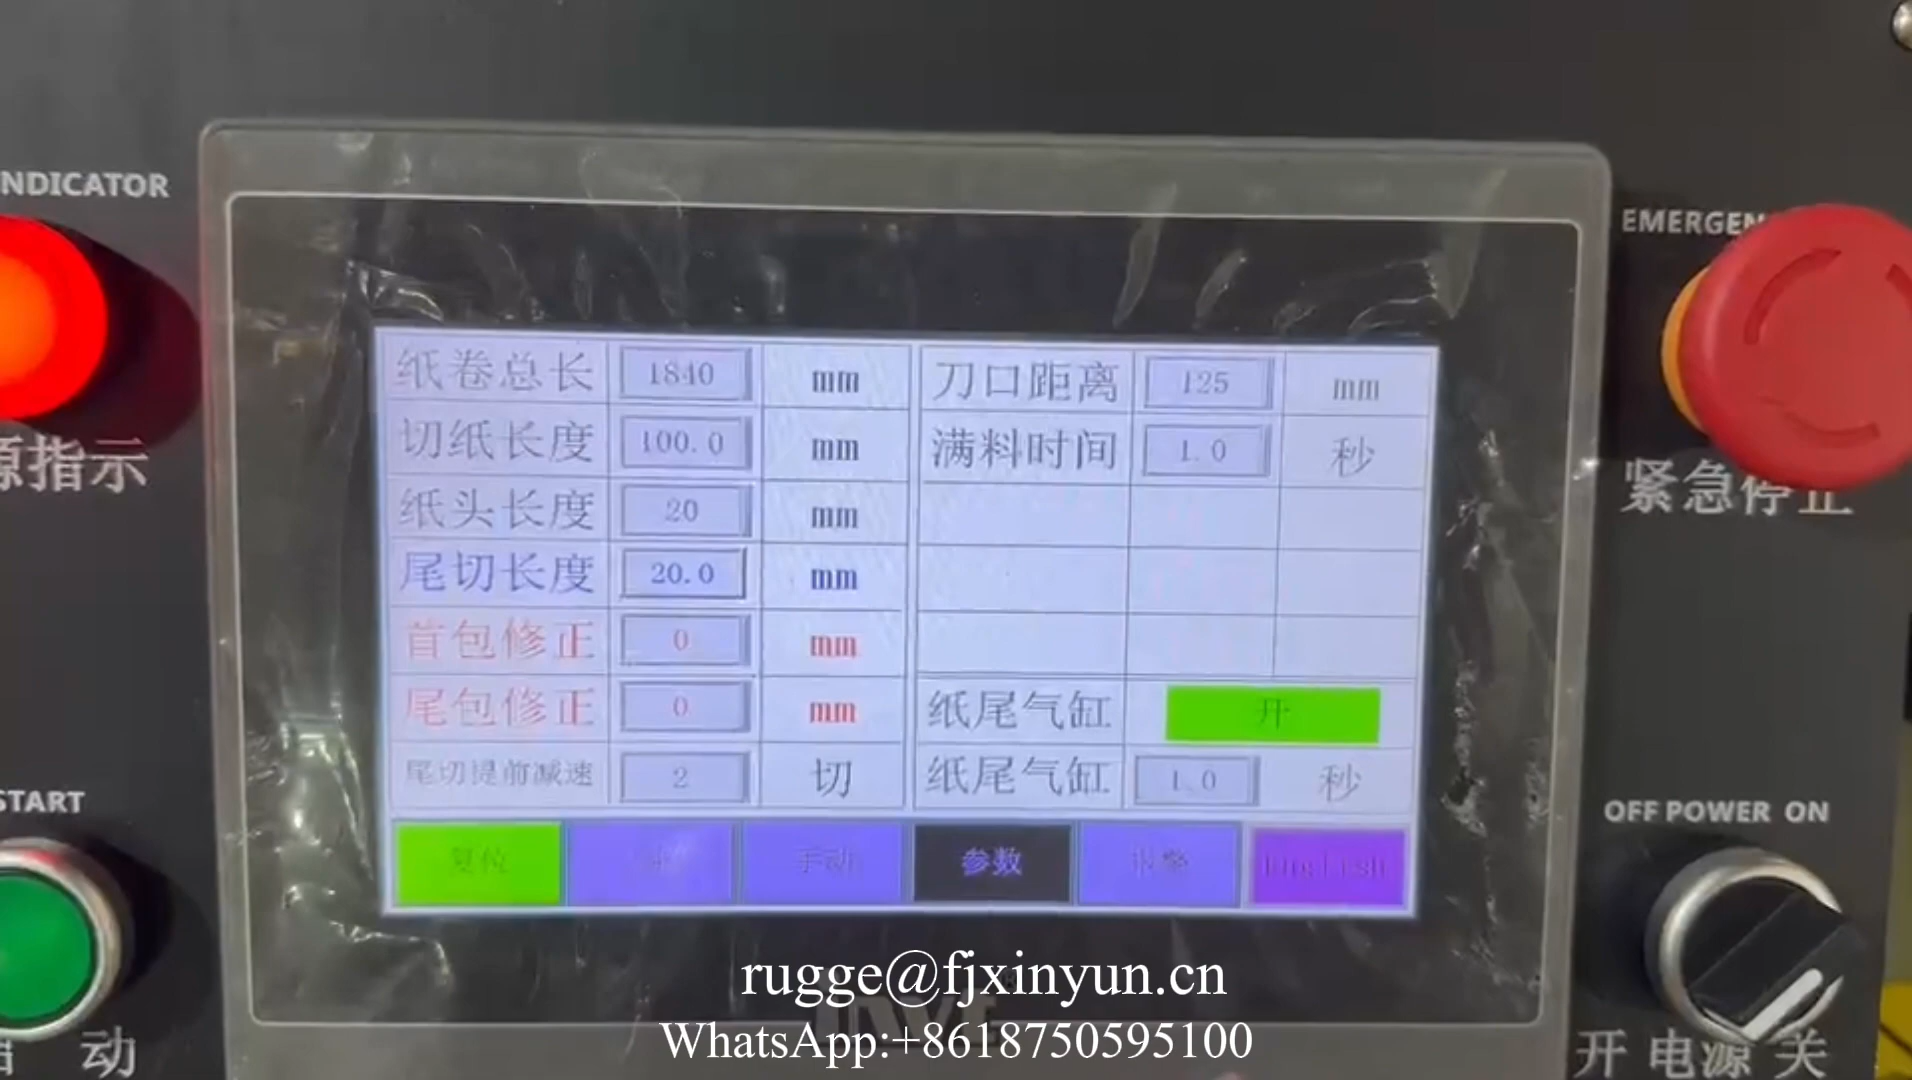 NDICATOR
EMERGEN
源指示
紧急停止
纸卷总长 1840 mm 刀口距离 125 mm
切纸长度 100.0 mm 满料时间 1.0 秒
纸头长度 20 mm
尾切长度 20.0 mm
首包修正 0 mm
尾包修正 0 mm 纸尾气缸 开
尾切提前减速 2 切 纸尾气缸 1.0 秒
复位 手动 参数 报警
START
OFF POWER ON
动
开 电源 关
rugge@fjxinyun.cn
WhatsApp:+8618750595100